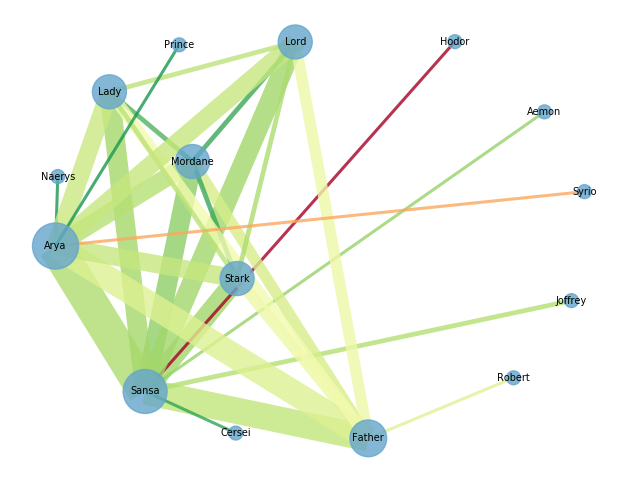 Lord
Hodor
Prince
Lady
Aemon
Mordane
Naerys
Syrio
Arya
Stark
Joffrey
Robert
Sansa
Cersei
Father